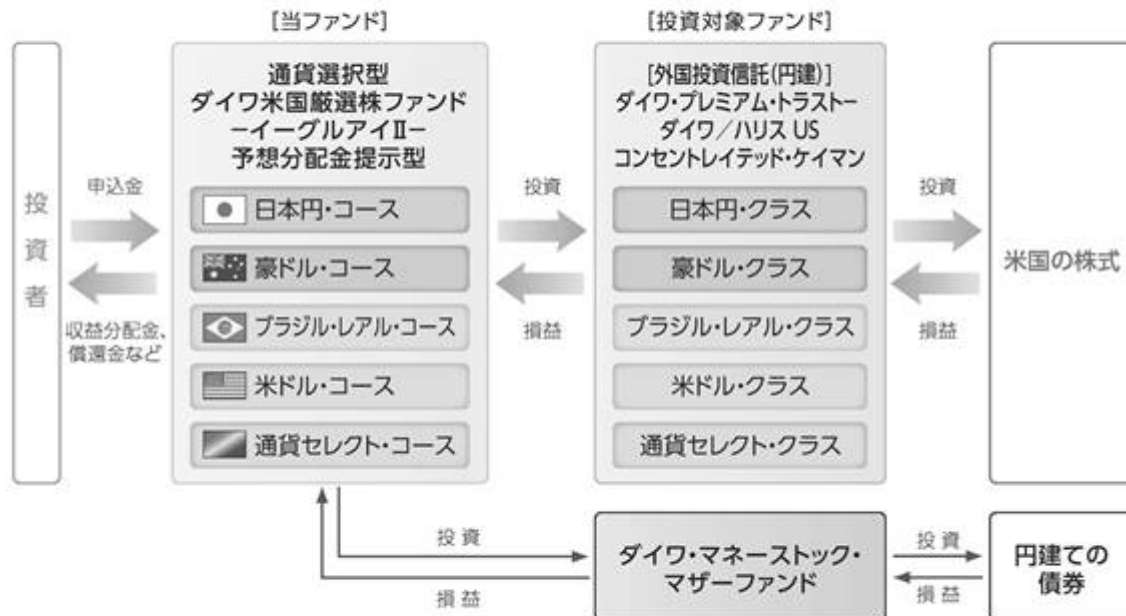 [当ファンド]
通貨選択型
ダイワ米国厳選株ファンド
－イーグルアイⅡ－
予想分配金提示型
日本円・コース
豪ドル・コース
ブラジル・レアル・コース
米ドル・コース
通貨セレクト・コース
[投資対象ファンド]
[外国投資信託(円建)]
ダイワ・プレミアム・トラスト－
ダイワ／ハリス US
コンセントレイテッド・ケイマン
日本円・クラス
豪ドル・クラス
ブラジル・レアル・クラス
米ドル・クラス
通貨セレクト・クラス
投資者
申込金
収益分配金、
償還金など
投資
損益
投資
損益
米国の株式
投資
損益
ダイワ・マネーストック・
マザーファンド
投資
損益
円建ての
債券